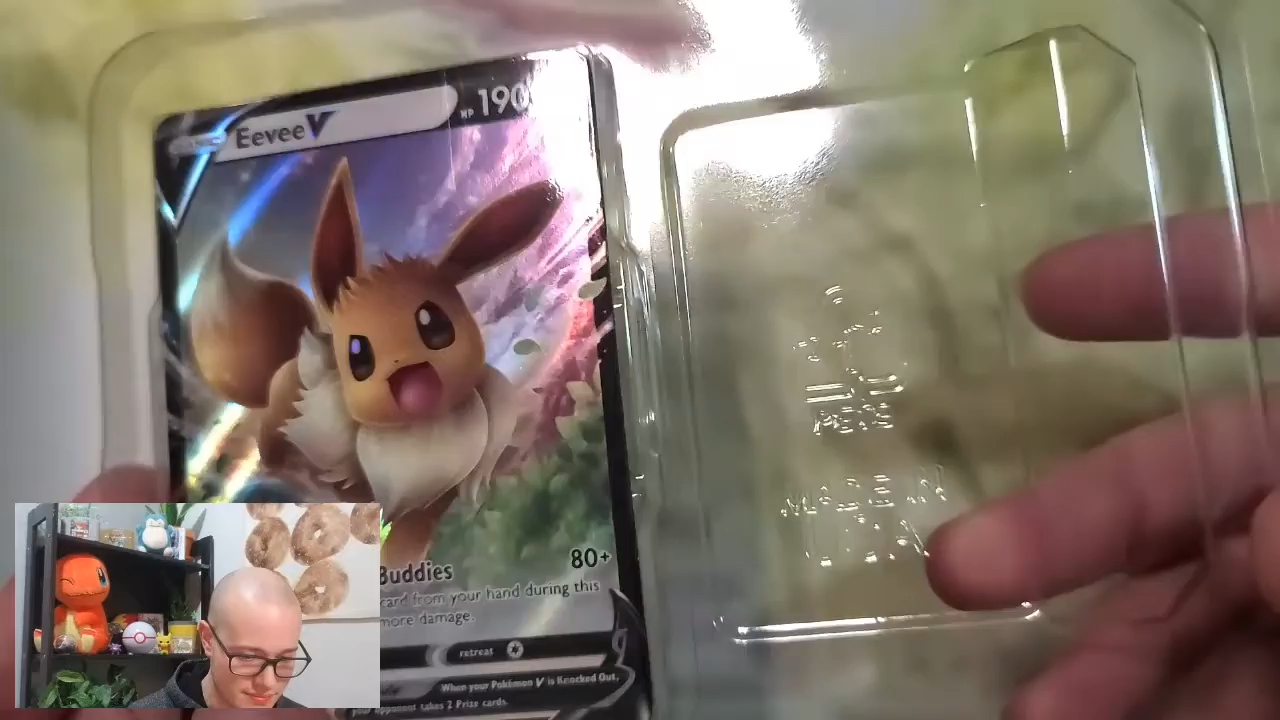 Eevee V
HP 190
Buddies 80+
card from your hand during this
more damage.
retreat
When your Pokémon V is Knocked Out,
your opponent takes 2 Prize cards.
PETE